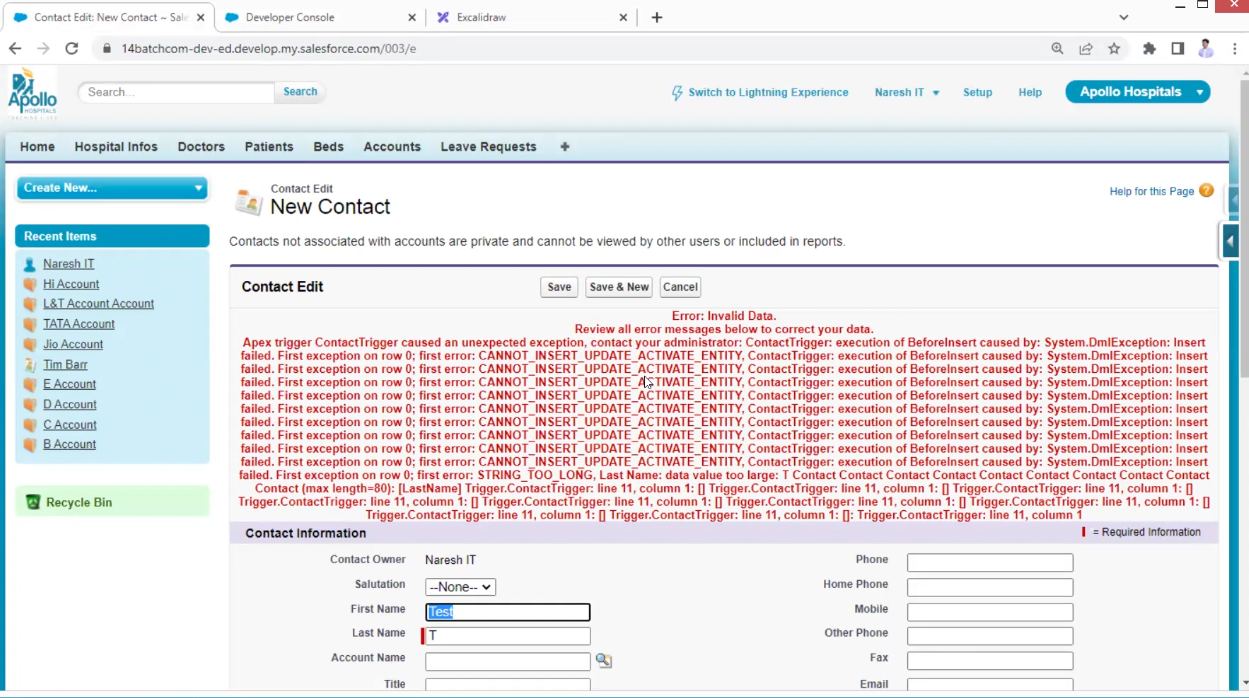 Contact Edit: New Contact ~ Sale
Developer Console
Excalidraw
14batchcom-dev-ed.develop.my.salesforce.com/003/e
Apollo
HOSPITALS
Search...
Search
Switch to Lightning Experience
Naresh IT
Setup
Help
Apollo Hospitals
Home
Hospital Infos
Doctors
Patients
Beds
Accounts
Leave Requests
Create New...
Recent Items
Naresh IT
Hi Account
L&T Account Account
TATA Account
Jio Account
Tim Barr
E Account
D Account
C Account
B Account
Recycle Bin
Contact Edit
New Contact
Help for this Page
Contacts not associated with accounts are private and cannot be viewed by other users or included in reports.
Contact Edit
Save
Save & New
Cancel
Error: Invalid Data.
Review all error messages below to correct your data.
Apex trigger ContactTrigger caused an unexpected exception, contact your administrator: ContactTrigger: execution of BeforeInsert caused by: System.DmlException: Insert
failed. First exception on row 0; first error: CANNOT_INSERT_UPDATE_ACTIVATE_ENTITY, ContactTrigger: execution of BeforeInsert caused by: System.DmlException: Insert
failed. First exception on row 0; first error: CANNOT_INSERT_UPDATE_ACTIVATE_ENTITY, ContactTrigger: execution of BeforeInsert caused by: System.DmlException: Insert
failed. First exception on row 0; first error: CANNOT_INSERT_UPDATE_ACTIVATE_ENTITY, ContactTrigger: execution of BeforeInsert caused by: System.DmlException: Insert
failed. First exception on row 0; first error: CANNOT_INSERT_UPDATE_ACTIVATE_ENTITY, ContactTrigger: execution of BeforeInsert caused by: System.DmlException: Insert
failed. First exception on row 0; first error: CANNOT_INSERT_UPDATE_ACTIVATE_ENTITY, ContactTrigger: execution of BeforeInsert caused by: System.DmlException: Insert
failed. First exception on row 0; first error: CANNOT_INSERT_UPDATE_ACTIVATE_ENTITY, ContactTrigger: execution of BeforeInsert caused by: System.DmlException: Insert
failed. First exception on row 0; first error: CANNOT_INSERT_UPDATE_ACTIVATE_ENTITY, ContactTrigger: execution of BeforeInsert caused by: System.DmlException: Insert
failed. First exception on row 0; first error: CANNOT_INSERT_UPDATE_ACTIVATE_ENTITY, ContactTrigger: execution of BeforeInsert caused by: System.DmlException: Insert
failed. First exception on row 0; first error: CANNOT_INSERT_UPDATE_ACTIVATE_ENTITY, ContactTrigger: execution of BeforeInsert caused by: System.DmlException: Insert
failed. First exception on row 0; first error: STRING_TOO_LONG, Last Name: data value too large: T Contact Contact Contact Contact Contact Contact Contact Contact
Contact (max length=80): [LastName] Trigger.ContactTrigger: line 11, column 1: [] Trigger.ContactTrigger: line 11, column 1: [] Trigger.ContactTrigger: line 11, column 1: []
Trigger.ContactTrigger: line 11, column 1: [] Trigger.ContactTrigger: line 11, column 1: [] Trigger.ContactTrigger: line 11, column 1: [] Trigger.ContactTrigger: line 11, column 1: []
Trigger.ContactTrigger: line 11, column 1: [] Trigger.ContactTrigger: line 11, column 1: []: Trigger.ContactTrigger: line 11, column 1
Contact Information
= Required Information
Contact Owner Naresh IT
Phone
Salutation --None--
Home Phone
First Name Test
Mobile
Last Name T
Other Phone
Account Name
Fax
Title
Email